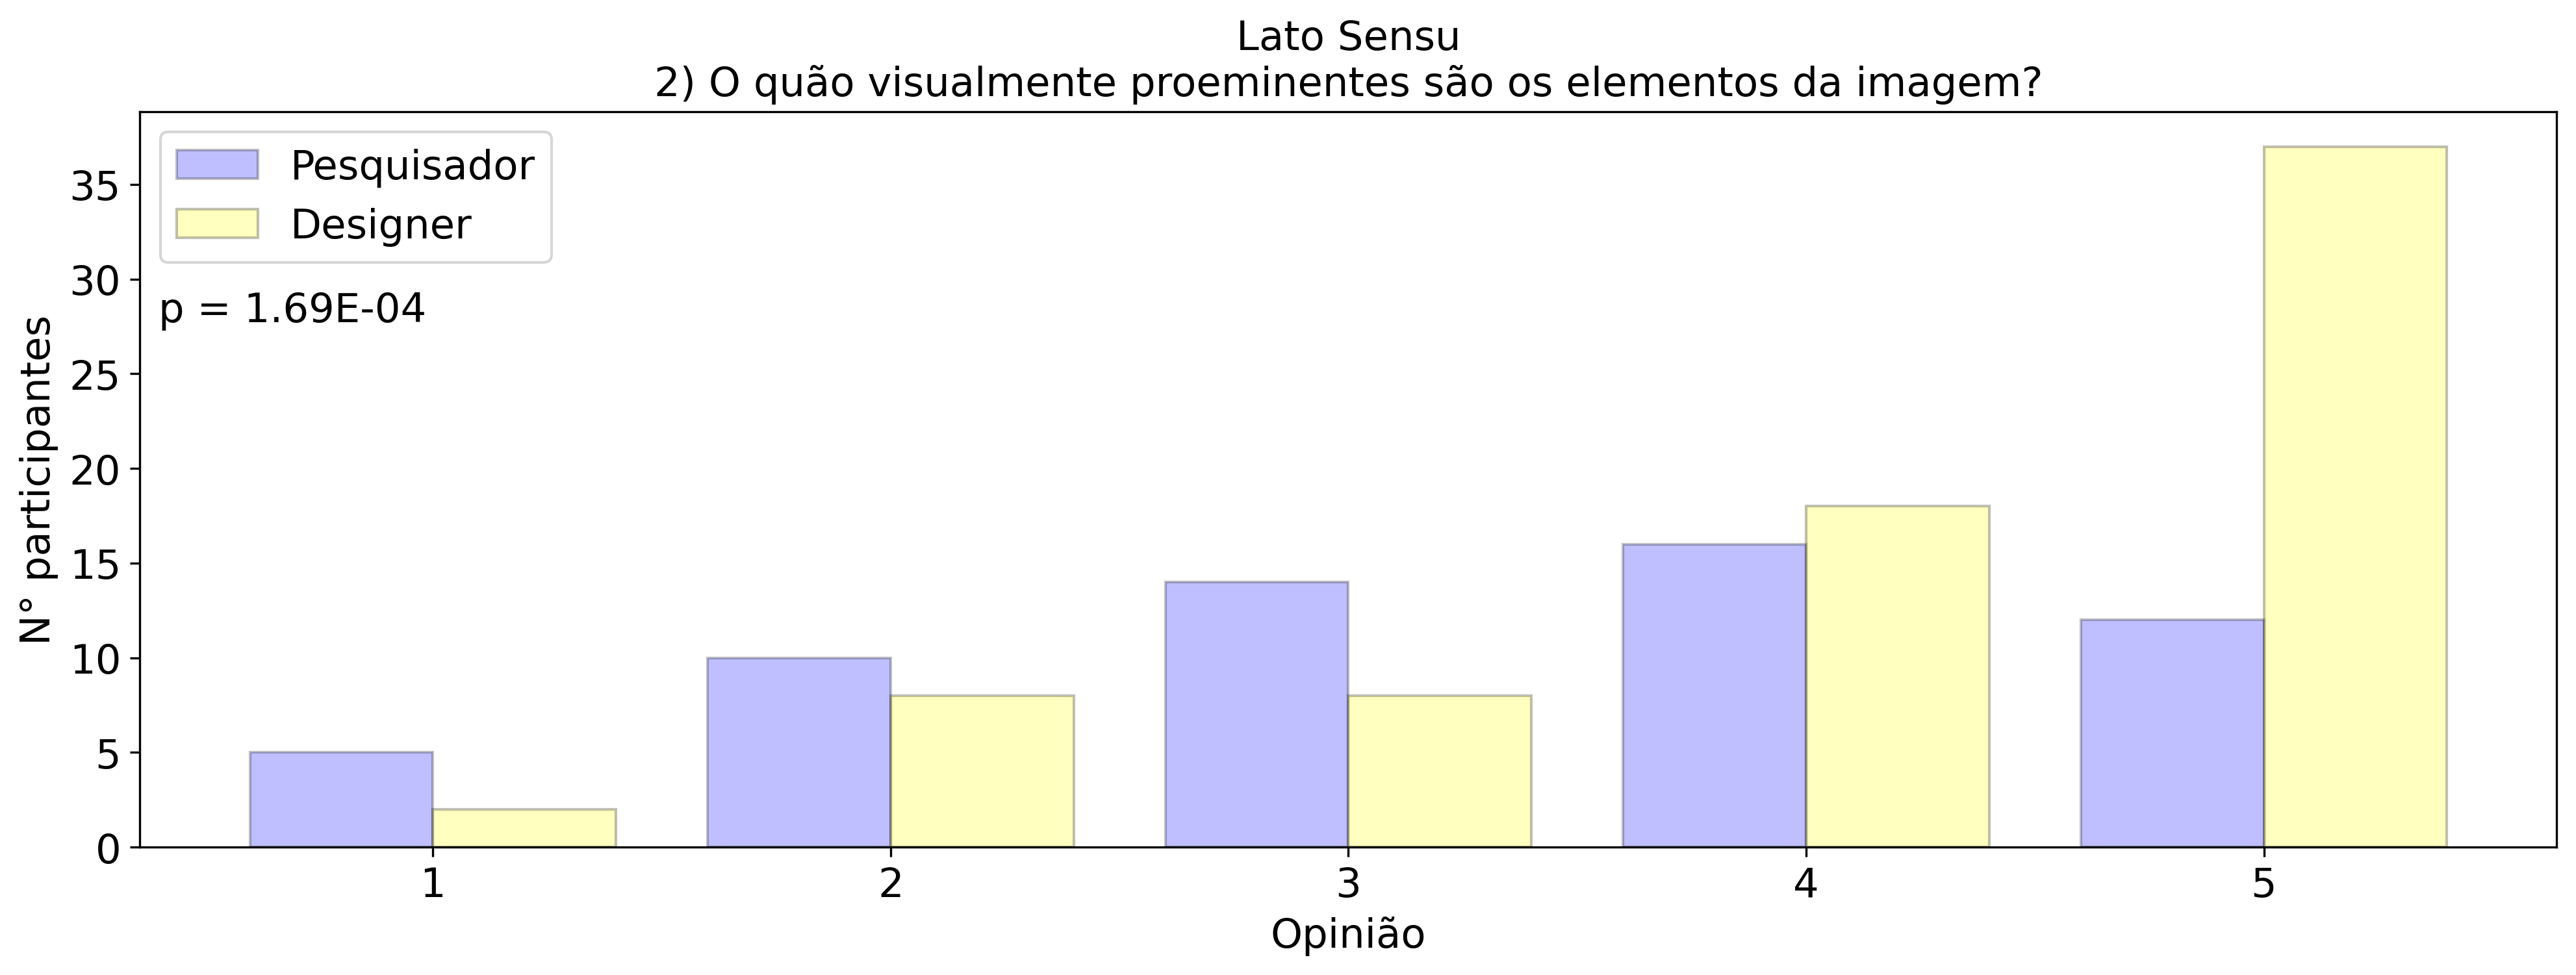 Lato Sensu
2) O quão visualmente proeminentes são os elementos da imagem?
Pesquisador
Designer
p = 1.69E-04
N° participantes
35
30
25
20
15
10
5
0
1 2 3 4 5
Opinião